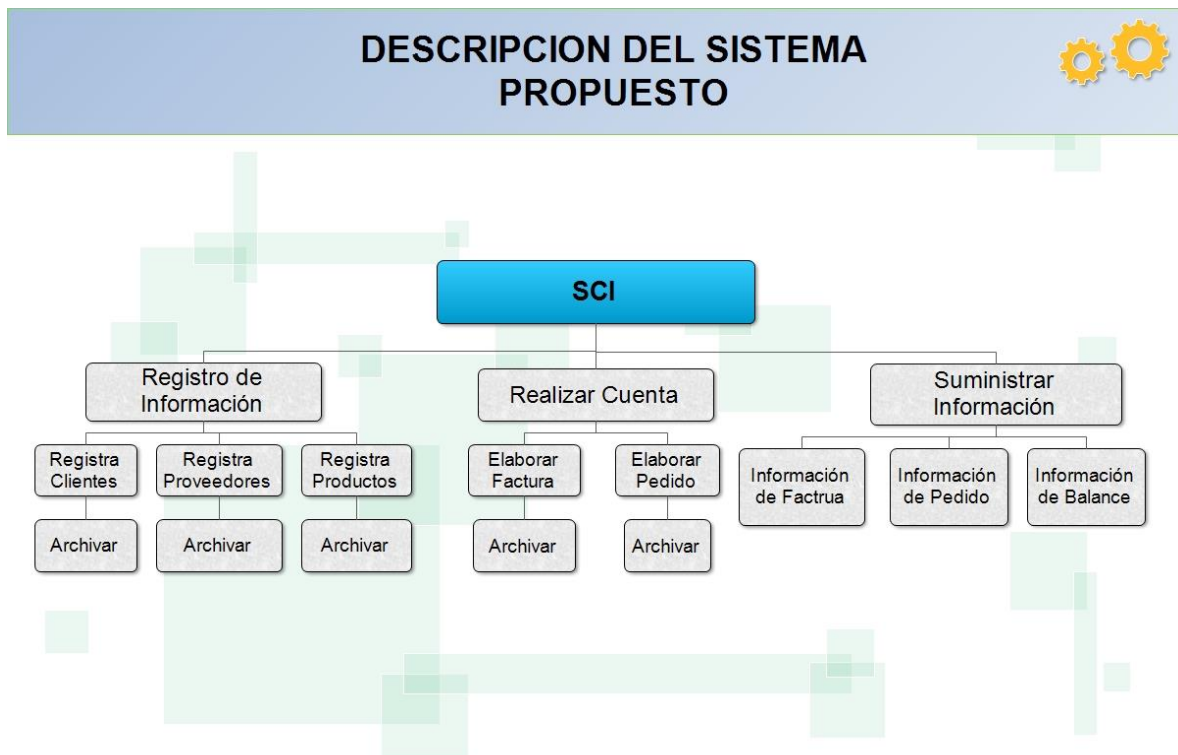 DESCRIPCION DEL SISTEMA
PROPUESTO
SCI
Registro de
Información
Realizar Cuenta
Suministrar
Información
Registra
Clientes
Registra
Proveedores
Registra
Productos
Elaborar
Factura
Elaborar
Pedido
Información
de Factrua
Información
de Pedido
Información
de Balance
Archivar
Archivar
Archivar
Archivar
Archivar